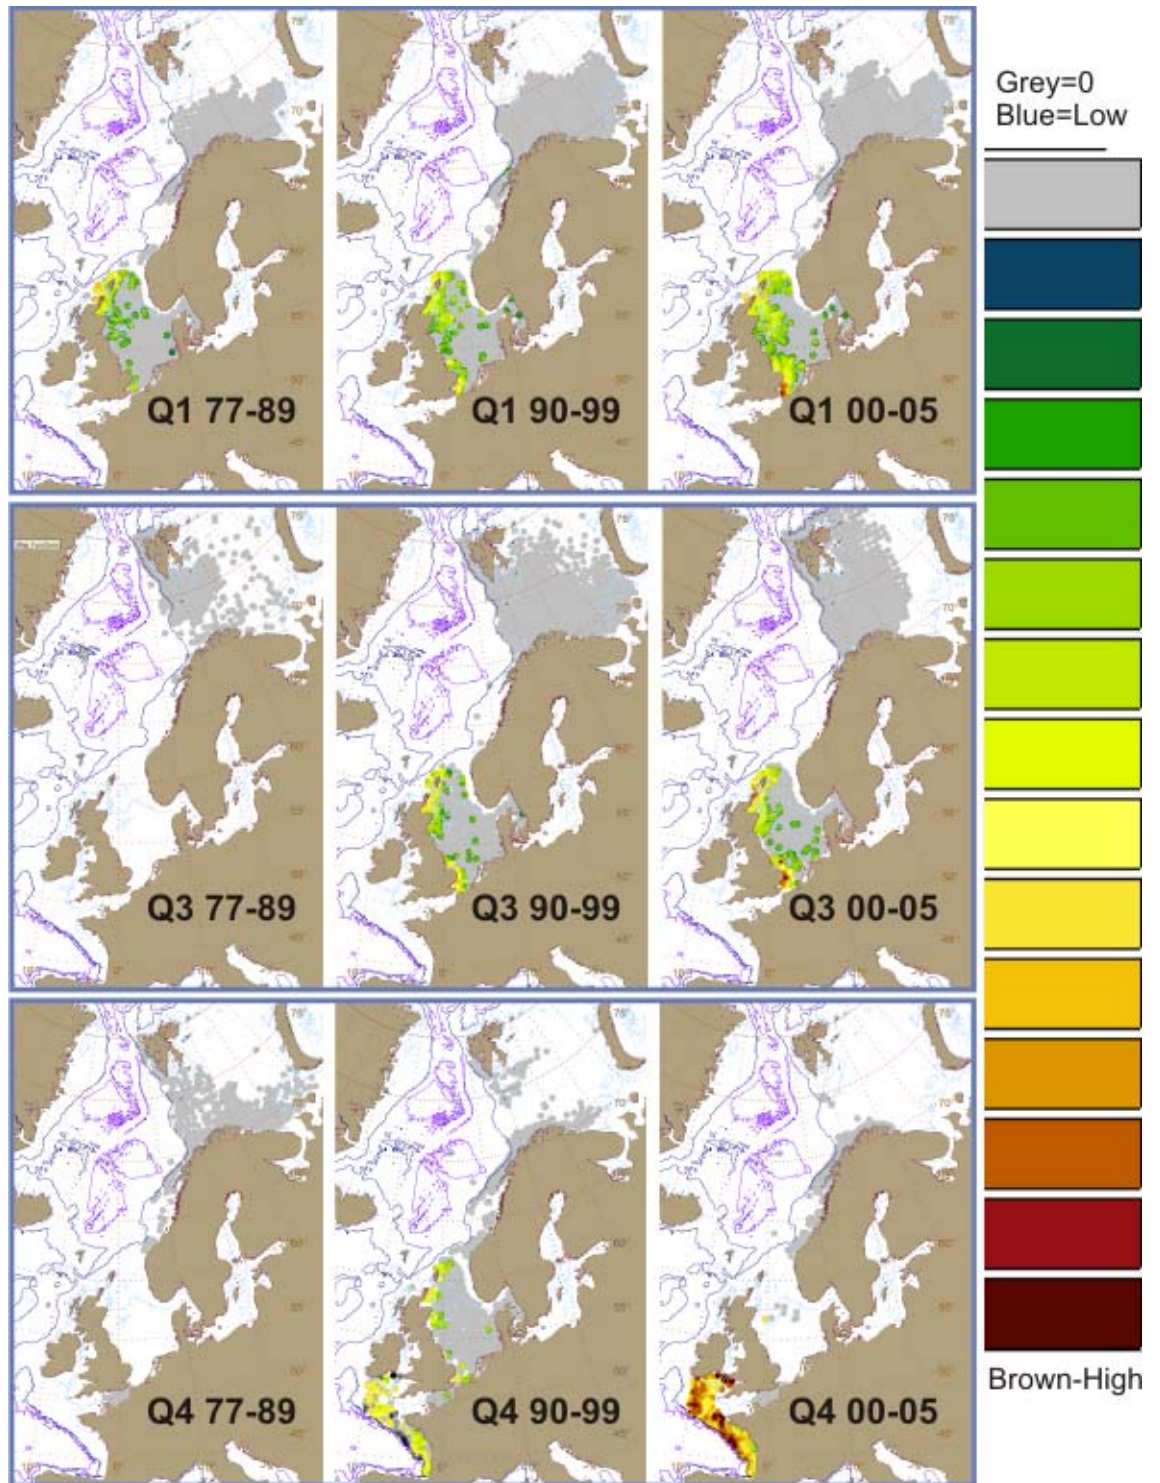 Grey=0
Blue=Low
Q1 77-89
Q1 90-99
Q1 00-05
Q3 77-89
Q3 90-99
Q3 00-05
Q4 77-89
Q4 90-99
Q4 00-05
Brown-High